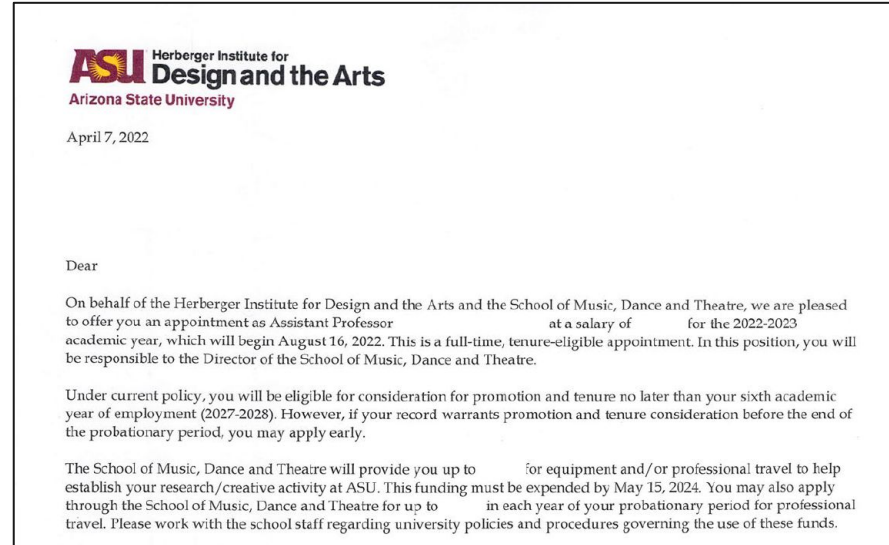 ASU Herberger Institute for
Design and the Arts
Arizona State University
April 7, 2022
Dear
On behalf of the Herberger Institute for Design and the Arts and the School of Music, Dance and Theatre, we are pleased
to offer you an appointment as Assistant Professor at a salary of for the 2022-2023
academic year, which will begin August 16, 2022. This is a full-time, tenure-eligible appointment. In this position, you will
be responsible to the Director of the School of Music, Dance and Theatre.
Under current policy, you will be eligible for consideration for promotion and tenure no later than your sixth academic
year of employment (2027-2028). However, if your record warrants promotion and tenure consideration before the end of
the probationary period, you may apply early.
The School of Music, Dance and Theatre will provide you up to for equipment and/or professional travel to help
establish your research/creative activity at ASU. This funding must be expended by May 15, 2024. You may also apply
through the School of Music, Dance and Theatre for up to in each year of your probationary period for professional
travel. Please work with the school staff regarding university policies and procedures governing the use of these funds.